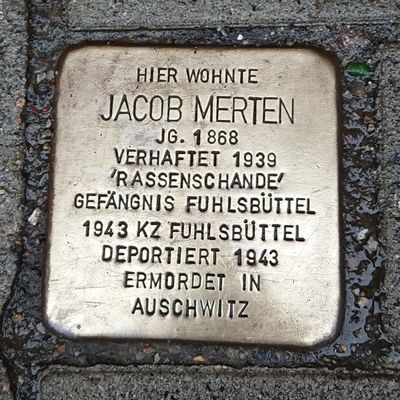 HIER WOHNTE
JACOB MERTEN
JG. 1868
VERHAFTET 1939
'RASSENSCHANDE'
GEFÄNGNIS FUHLSBÜTTEL
1943 KZ FUHLSBÜTTEL
DEPORTIERT 1943
ERMORDET IN
AUSCHWITZ